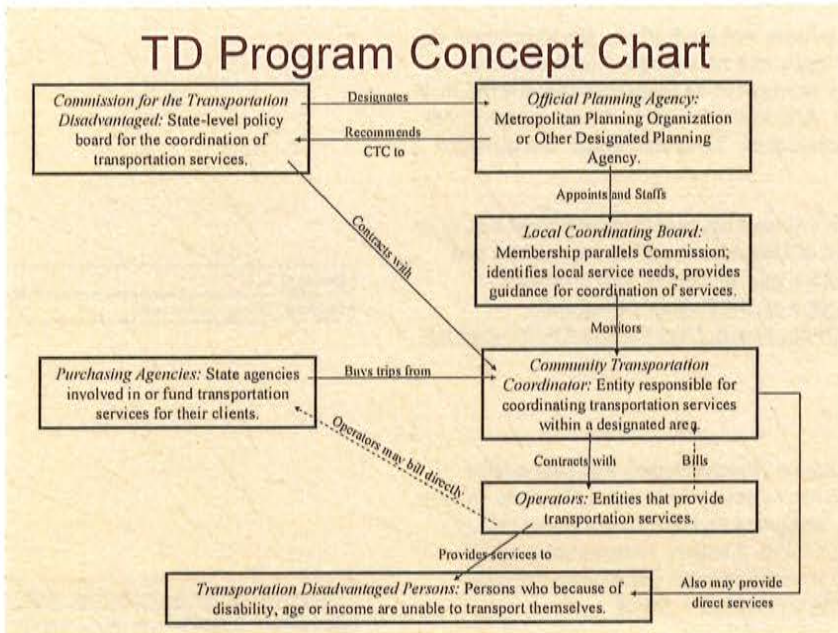 TD Program Concept Chart
Commission for the Transportation
Disadvantaged: State-level policy
board for the coordination of
transportation services.
Designates
Recommends
CTC to
Official Planning Agency:
Metropolitan Planning Organization
or Other Designated Planning
Agency.
Appoints and Staffs
Contracts with
Local Coordinating Board:
Membership parallels Commission;
identifies local service needs, provides
guidance for coordination of services.
Monitors
Purchasing Agencies: State agencies
involved in or fund transportation
services for their clients.
Buys trips from
Community Transportation
Coordinator: Entity responsible for
coordinating transportation services
within a designated area.
Operators may bill directly
Contracts with
Bills
Operators: Entities that provide
transportation services.
Provides services to
Transportation Disadvantaged Persons: Persons who because of
disability, age or income are unable to transport themselves.
Also may provide
direct services